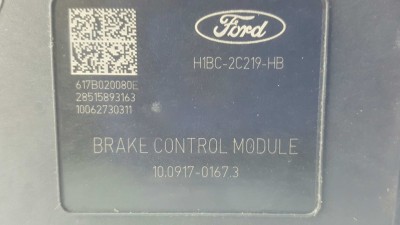 Ford
H1BC-2C219-HB
617B020080E
28515893163
10062730311
BRAKE CONTROL MODULE
10.0917-0167.3